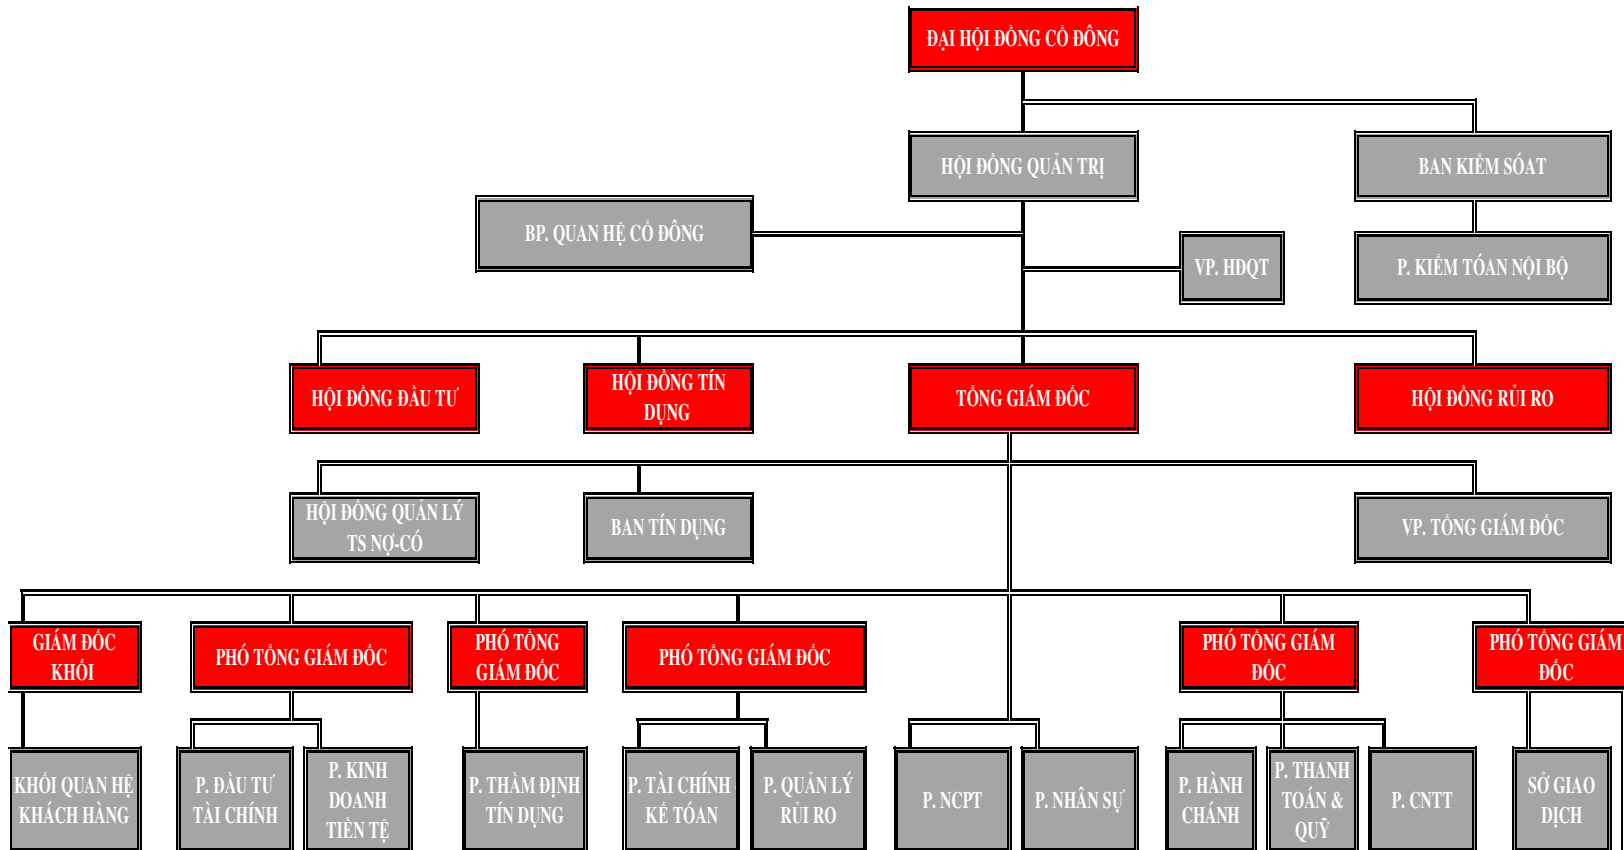 ĐẠI HỘI ĐỒNG CỔ ĐÔNG
HỘI ĐỒNG QUẢN TRỊ
BAN KIỂM SÓAT
BP. QUAN HỆ CỔ ĐÔNG
VP. HĐQT
P. KIỂM TÓAN NỘI BỘ
HỘI ĐỒNG ĐẦU TƯ
HỘI ĐỒNG TÍN
DỤNG
TỔNG GIÁM ĐỐC
HỘI ĐỒNG RỦI RO
HỘI ĐỒNG QUẢN LÝ
TS NỢ-CÓ
BAN TÍN DỤNG
VP. TỔNG GIÁM ĐỐC
GIÁM ĐỐC
KHỐI
PHÓ TỔNG GIÁM ĐỐC
PHÓ TỔNG
GIÁM ĐỐC
PHÓ TỔNG GIÁM ĐỐC
PHÓ TỔNG GIÁM
ĐỐC
PHÓ TỔNG GIÁM
ĐỐC
KHỐI QUAN HỆ
KHÁCH HÀNG
P. ĐẦU TƯ
TÀI CHÍNH
P. KINH
DOANH
TIỀN TỆ
P. THẨM ĐỊNH
TÍN DỤNG
P. TÀI CHÍNH -
KẾ TÓAN
P. QUẢN LÝ
RỦI RO
P. NCPT
P. NHÂN SỰ
P. HÀNH
CHÁNH
P. THANH
TOÁN &
QUỸ
P. CNTT
SỞ GIAO
DỊCH